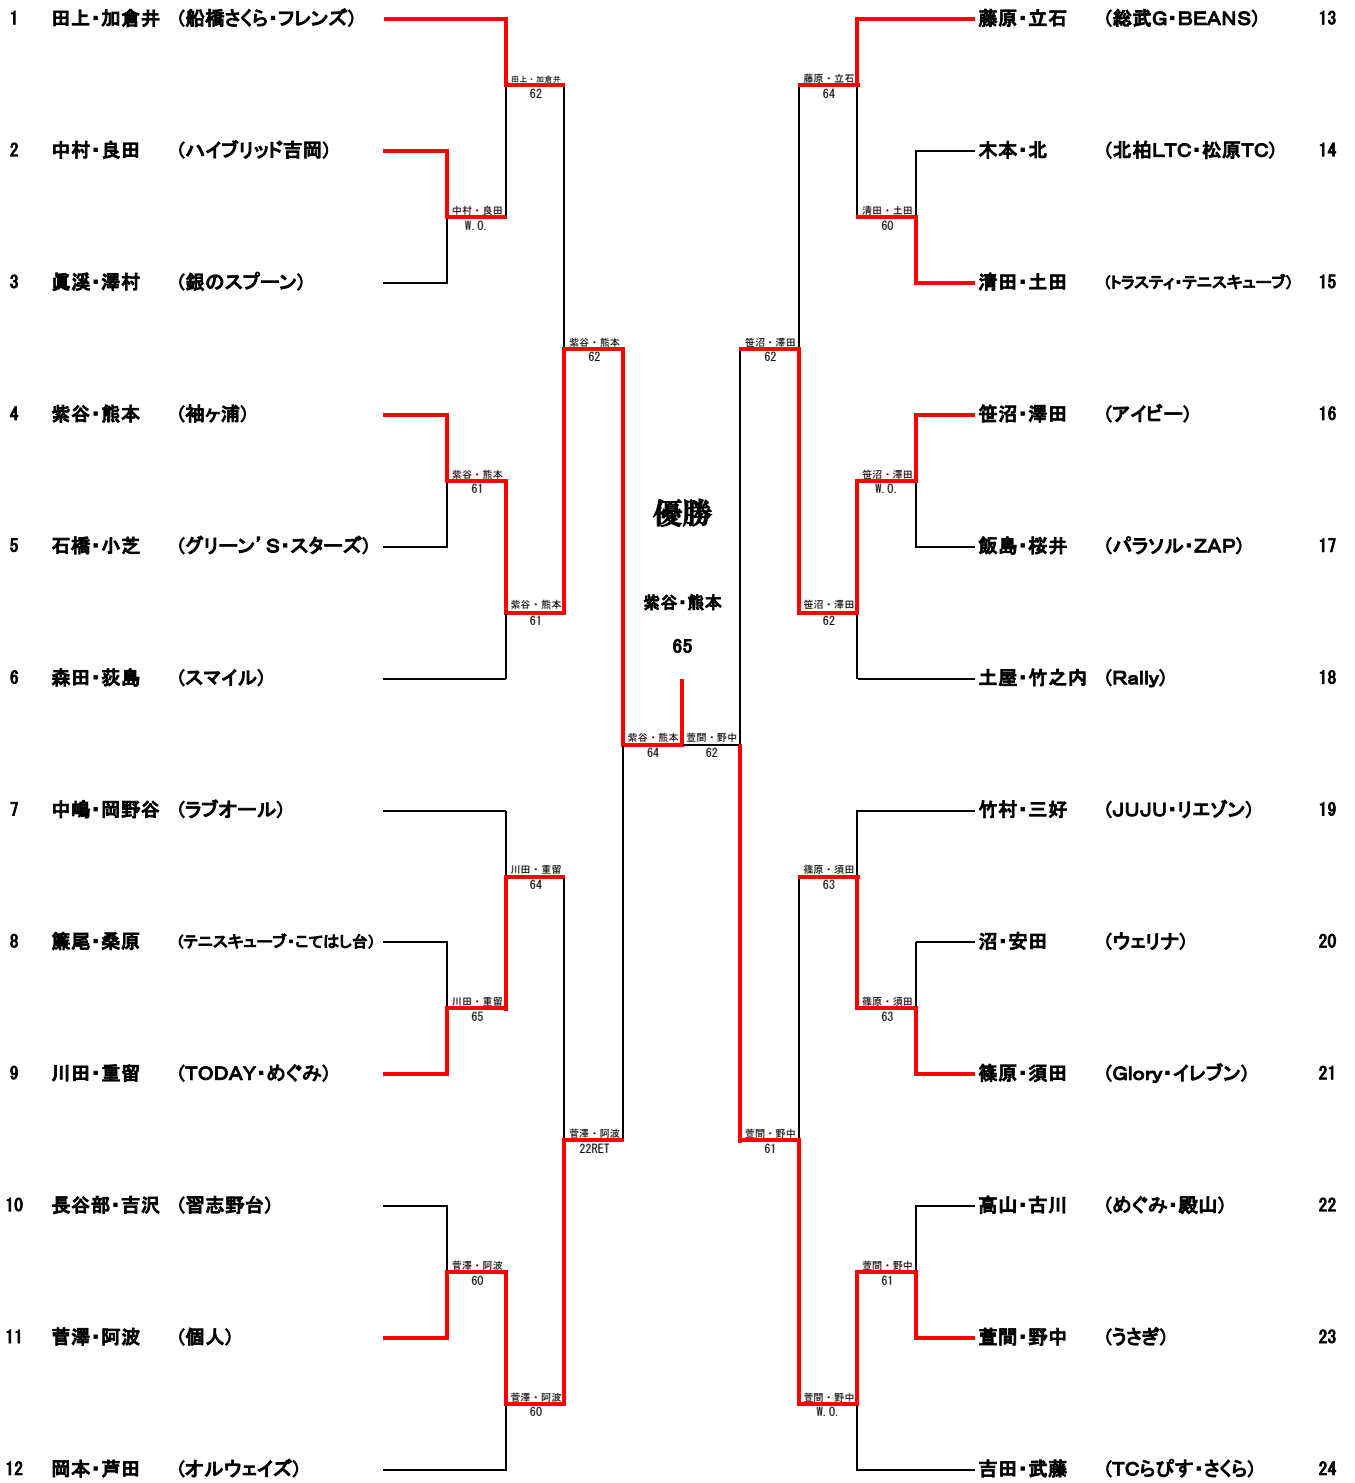 1 田上・加倉井 (船橋さくら・フレンズ)
藤原・立石 (総武G・BEANS) 13
田上・加倉井
62
藤原・立石
64
2 中村・良田 (ハイブリッド吉岡)
木本・北 (北柏LTC・松原TC) 14
中村・良田
W.O.
清田・土田
60
3 眞溪・澤村 (銀のスプーン)
清田・土田 (トラスティ・テニスキューブ) 15
紫谷・熊本
62
笹沼・澤田
62
4 紫谷・熊本 (袖ヶ浦)
笹沼・澤田 (アイビー) 16
紫谷・熊本
61
笹沼・澤田
W.O.
優勝
5 石橋・小芝 (グリーン’S・スターズ)
飯島・桜井 (パラソル・ZAP) 17
紫谷・熊本
61
紫谷・熊本
65
笹沼・澤田
62
6 森田・荻島 (スマイル)
土屋・竹之内 (Rally) 18
紫谷・熊本
64
萱間・野中
62
7 中嶋・岡野谷 (ラブオール)
竹村・三好 (JUJU・リエゾン) 19
川田・重留
64
篠原・須田
63
8 簾尾・桑原 (テニスキューブ・こてはし台)
沼・安田 (ウェリナ) 20
川田・重留
65
篠原・須田
63
9 川田・重留 (TODAY・めぐみ)
篠原・須田 (Glory・イレブン) 21
菅澤・阿波
22RET
萱間・野中
61
10 長谷部・吉沢 (習志野台)
高山・古川 (めぐみ・殿山) 22
菅澤・阿波
60
萱間・野中
61
11 菅澤・阿波 (個人)
萱間・野中 (うさぎ) 23
菅澤・阿波
60
萱間・野中
W.O.
12 岡本・芦田 (オルウェイズ)
吉田・武藤 (TCらぴす・さくら) 24